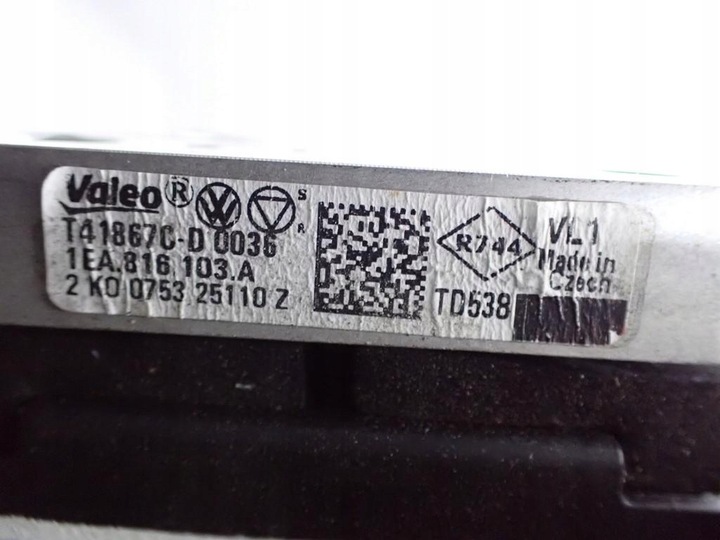 Valeo ®
T41867C-D 0036
1EA.816 103.A
2 K0 0753 25110 Z
S
R
R744
TD538
VL1
Made in
Czech